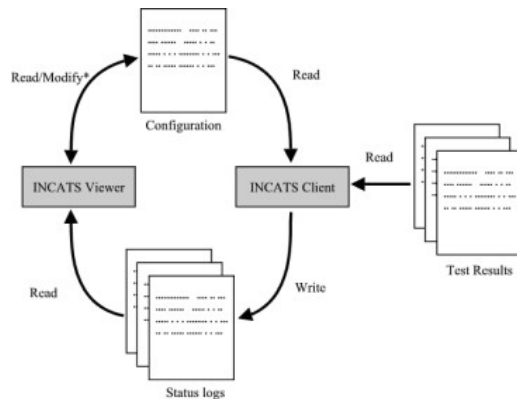 Read/Modify*
Read
Configuration
Read
INCATS Viewer
INCATS Client
Read
Write
Test Results
Status logs